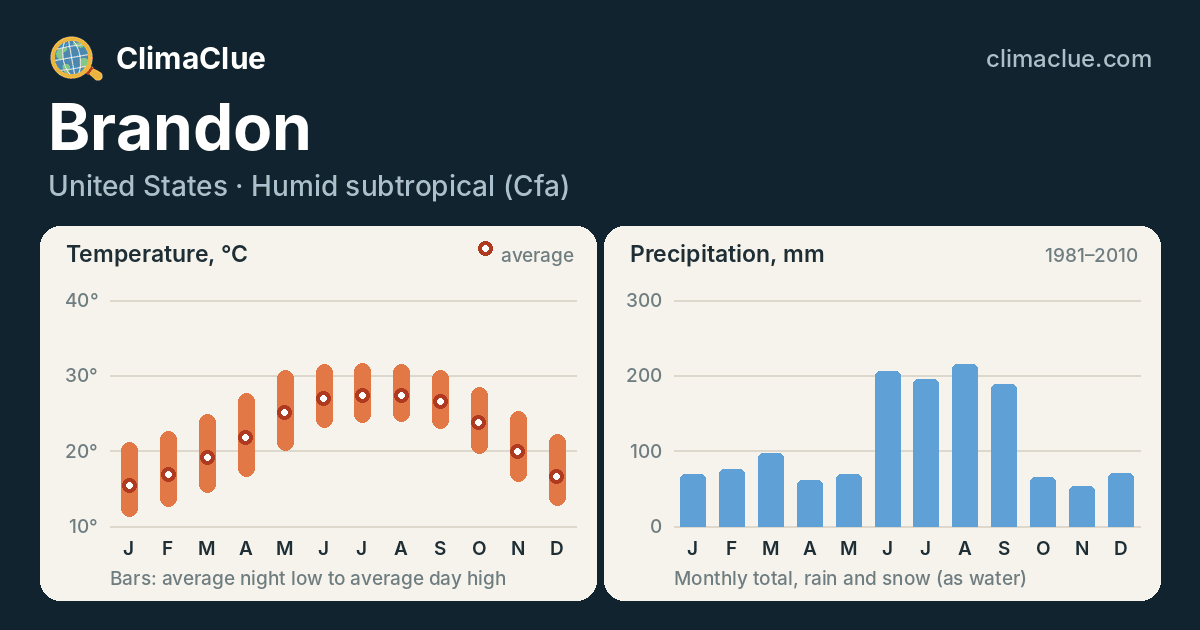 ClimaClue
climaclue.com
Brandon
United States · Humid subtropical (Cfa)
Temperature, °C
average
40°
30°
20°
10°
J F M A M J J A S O N D
Bars: average night low to average day high
Precipitation, mm
1981–2010
300
200
100
0
J F M A M J J A S O N D
Monthly total, rain and snow (as water)